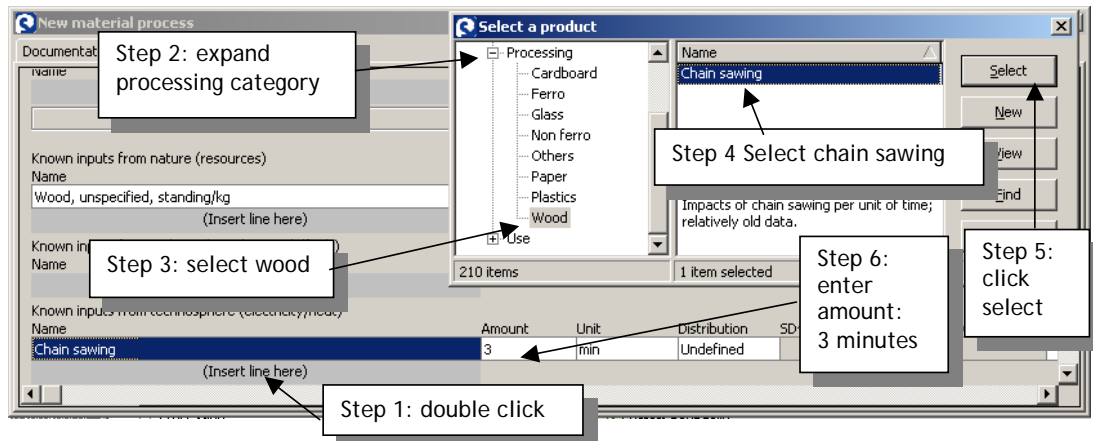 New material process
Select a product
Documentat
Step 2: expand
processing category
Processing
Cardboard
Ferro
Glass
Non ferro
Others
Paper
Plastics
Wood
Use
Name
Chain sawing
Select
New
View
Find
Step 4 Select chain sawing
Impacts of chain sawing per unit of time;
relatively old data.
210 items
1 item selected
Name
Known inputs from nature (resources)
Name
Wood, unspecified, standing/kg
(Insert line here)
Known in
Name
Step 3: select wood
Step 6:
enter
amount:
3 minutes
Step 5:
click
select
Known inputs from technosphere (electricity/heat)
Name
Amount
Unit
Distribution
SD
Chain sawing
3
min
Undefined
(Insert line here)
Step 1: double click